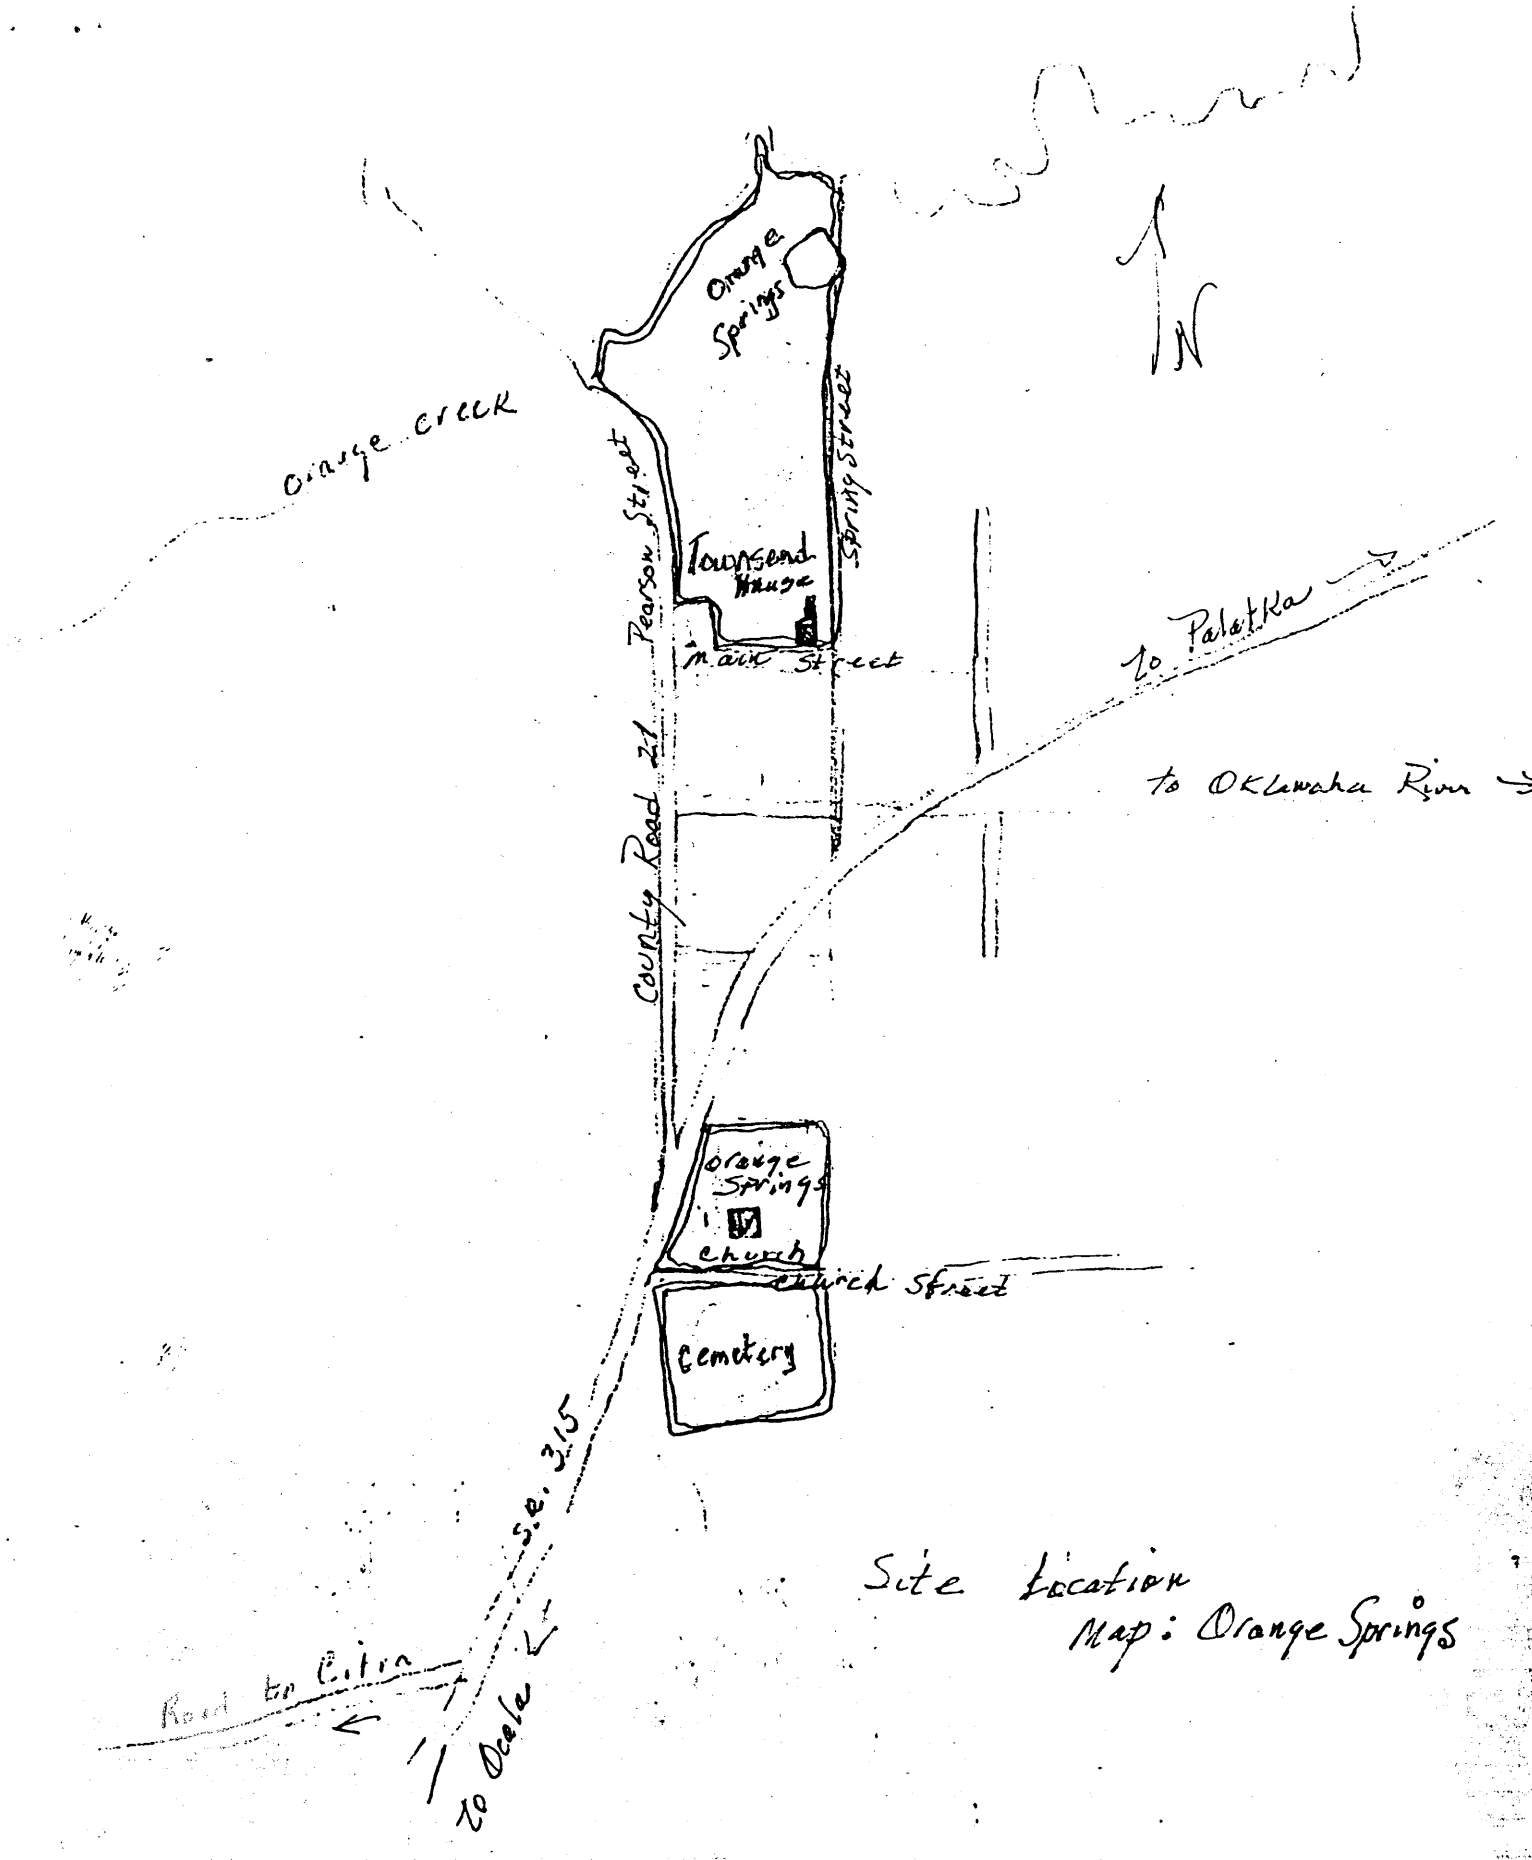 Orange
Springs
N
Orange Creek
Pearson Street
Spring Street
Townsend
House
Main Street
to Palatka
to Oklawaha River
County Road 21
Orange
Springs
Church
Church Street
Cemetery
S.R. 315
Site Location
Map: Orange Springs
Road to Citra
to Ocala